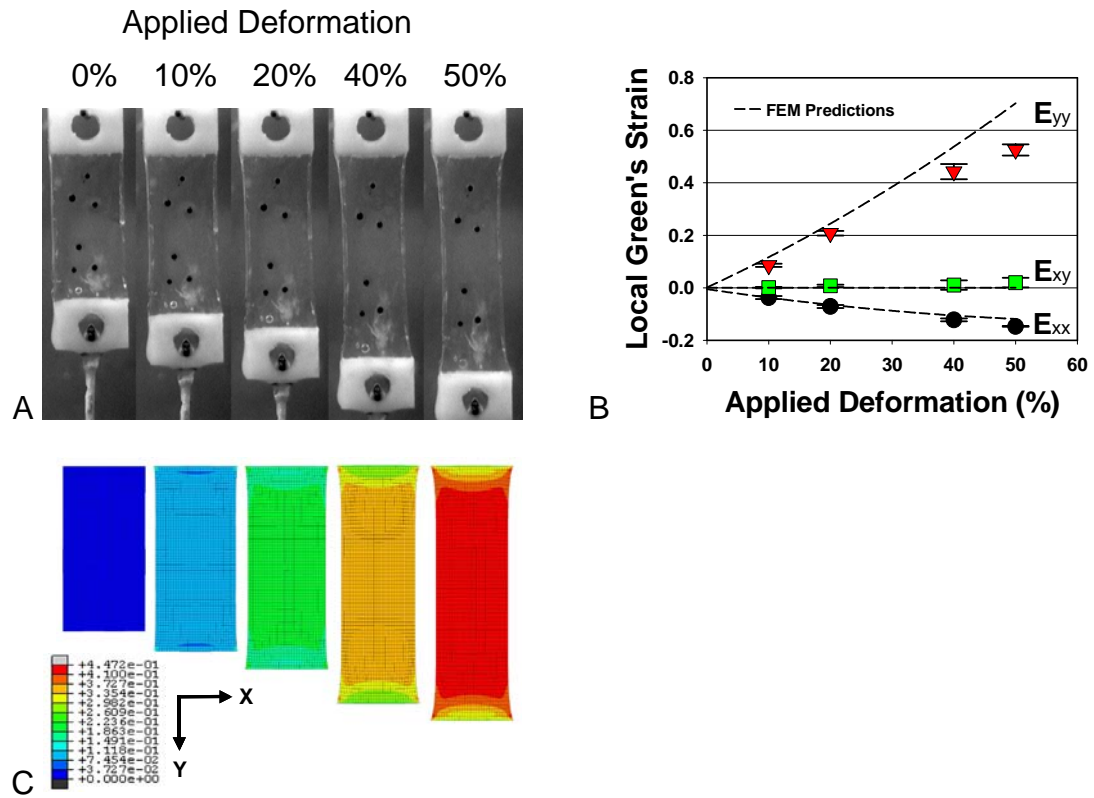 Applied Deformation
0% 10% 20% 40% 50%
A
Local Green's Strain
0.8
0.6
0.4
0.2
0.0
-0.2
FEM Predictions
Eyy
Exy
Exx
0 10 20 30 40 50 60
Applied Deformation (%)
B
+4.472e-01
+4.100e-01
+3.727e-01
+3.354e-01
+2.982e-01
+2.609e-01
+2.236e-01
+1.863e-01
+1.491e-01
+1.118e-01
+7.454e-02
+3.727e-02
+0.000e+00
X
Y
C